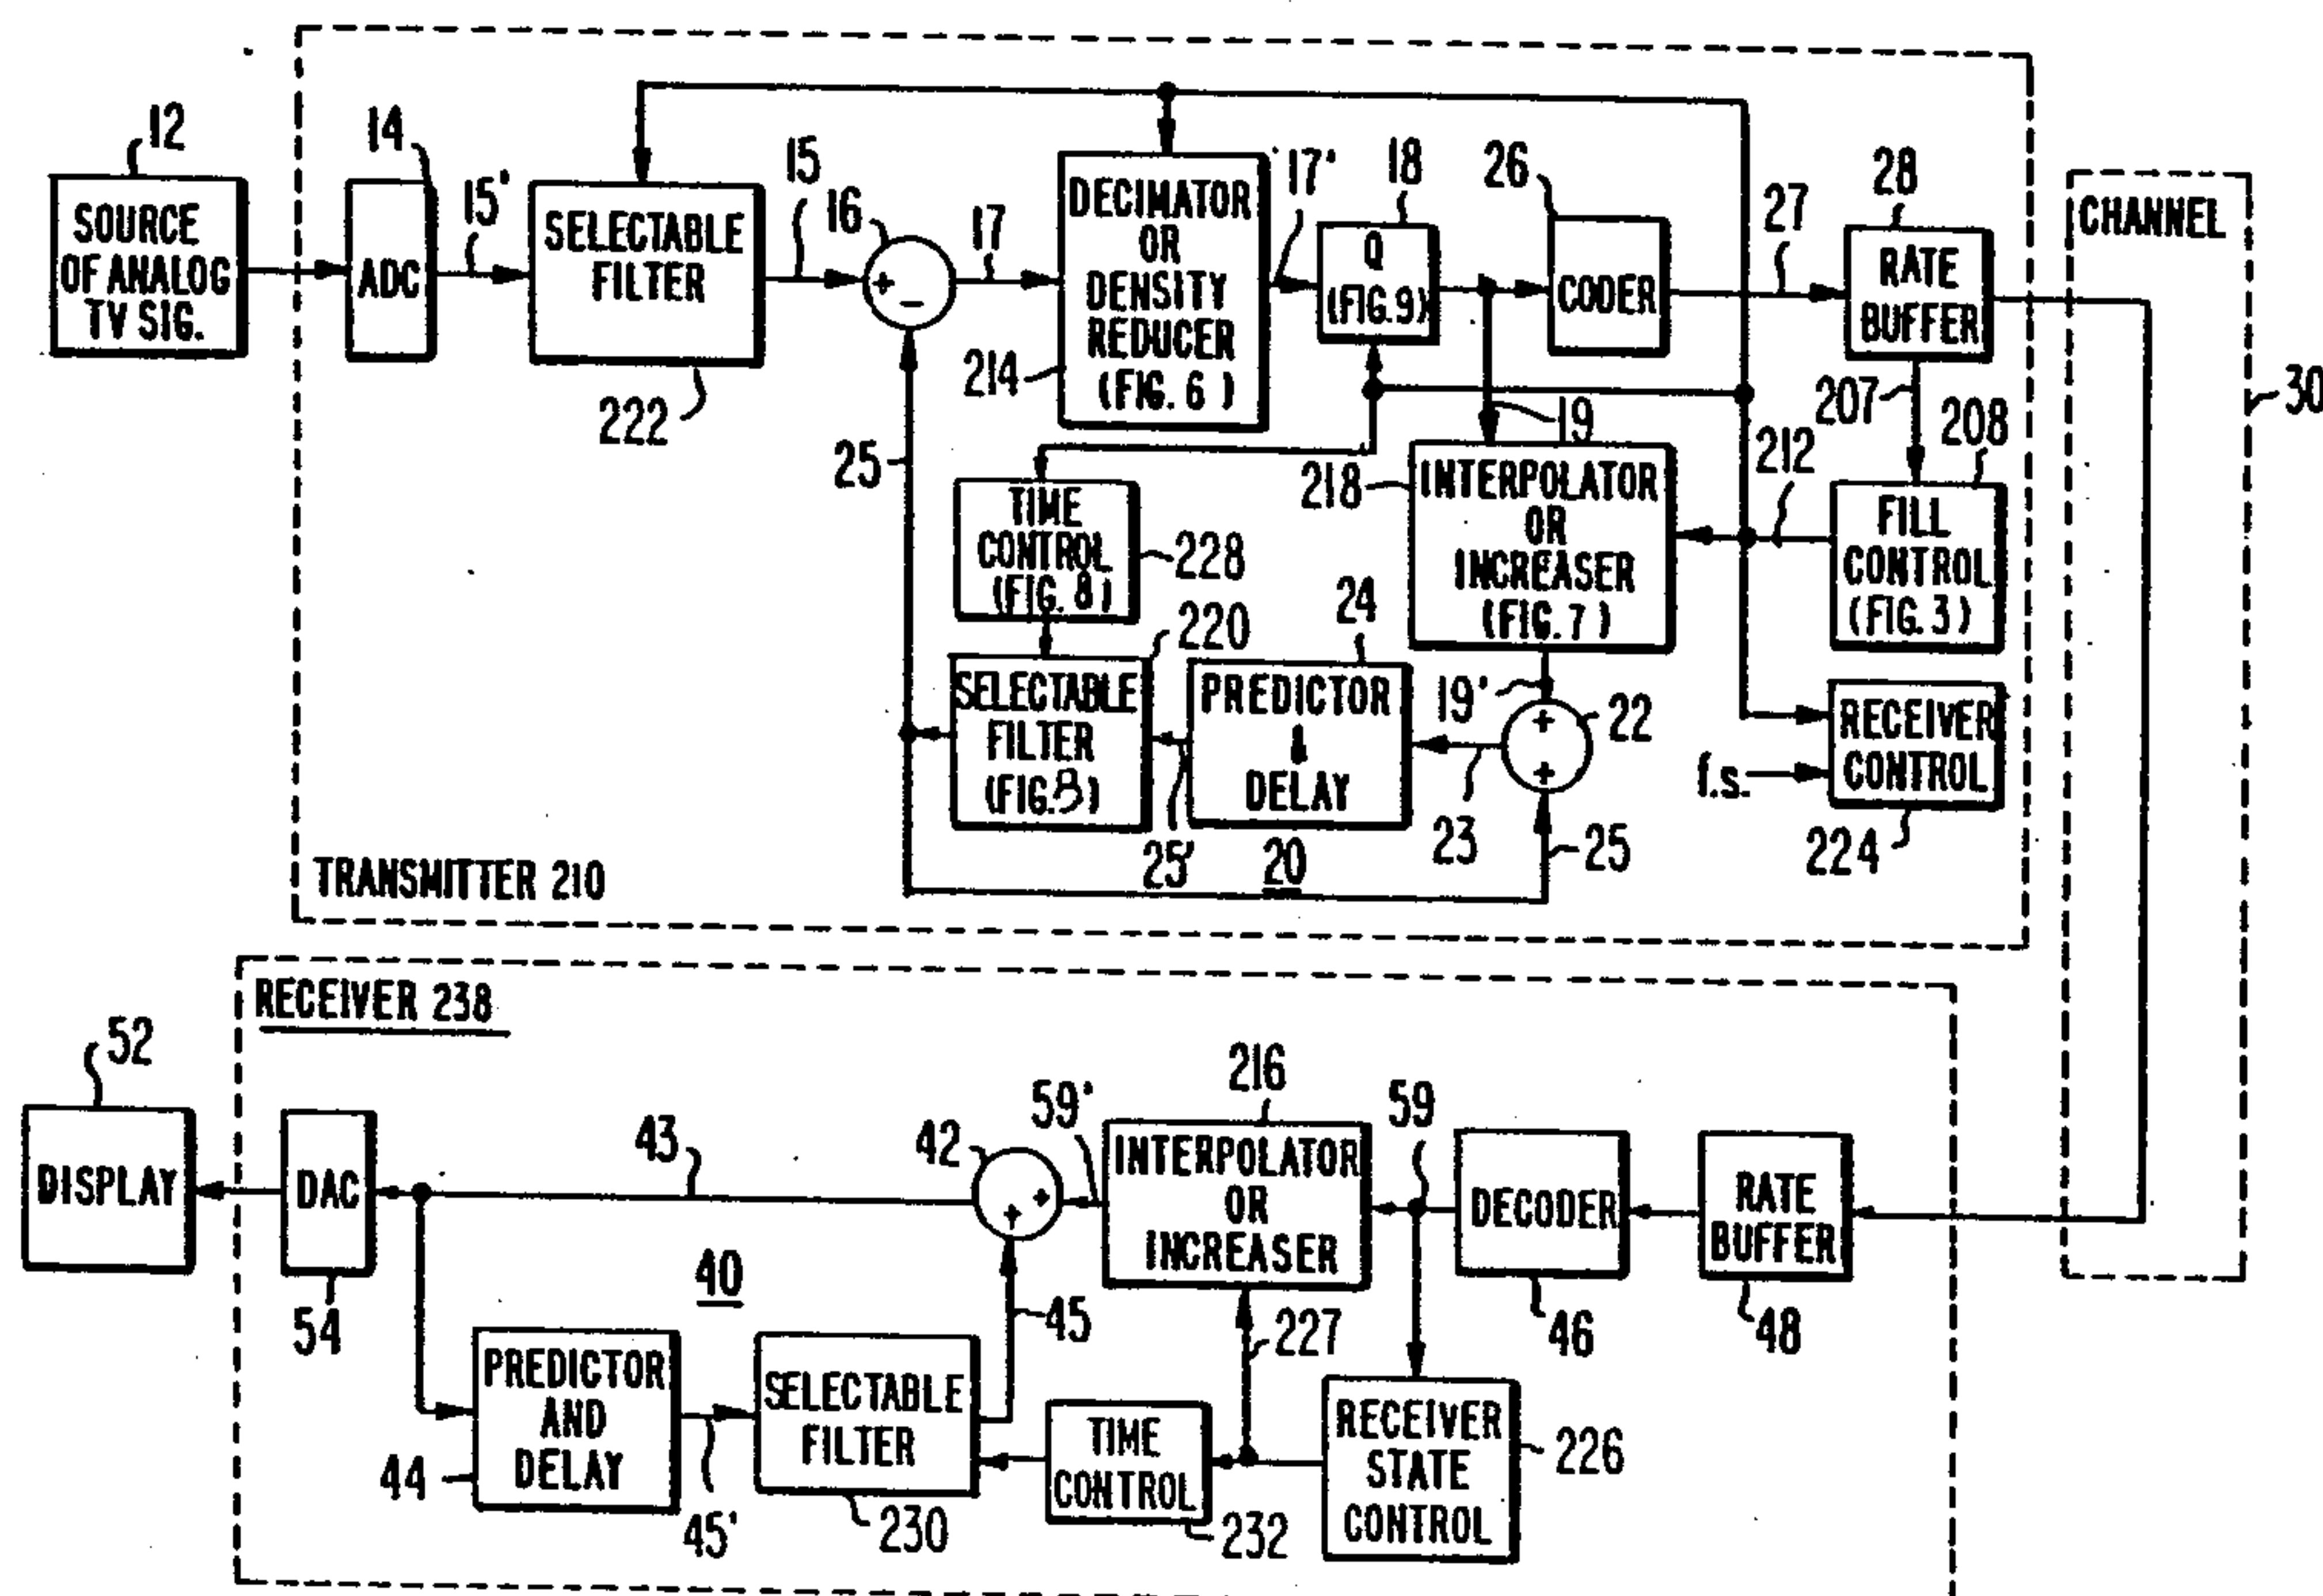 12
SOURCE
OF ANALOG
TV SIG.
14
ADC
15'
SELECTABLE
FILTER
222
15
16
+
−
17
DECIMATOR
OR
DENSITY
REDUCER
(FIG. 6)
214
17'
18
Q
(FIG. 9)
26
CODER
27
28
RATE
BUFFER
CHANNEL
30
207
208
FILL
CONTROL
(FIG. 3)
212
19
218
INTERPOLATOR
OR
INCREASER
(FIG. 7)
25
TIME
CONTROL
(FIG. 8)
228
220
SELECTABLE
FILTER
(FIG. 8)
24
PREDICTOR
&
DELAY
25'
20
19'
+
+
22
23
25
RECEIVER
CONTROL
f.s.
224
TRANSMITTER 210
RECEIVER 238
52
DISPLAY
DAC
54
43
40
42
+
+
59'
216
INTERPOLATOR
OR
INCREASER
59
DECODER
46
RATE
BUFFER
48
45
227
PREDICTOR
AND
DELAY
44
45'
SELECTABLE
FILTER
230
TIME
CONTROL
232
RECEIVER
STATE
CONTROL
226